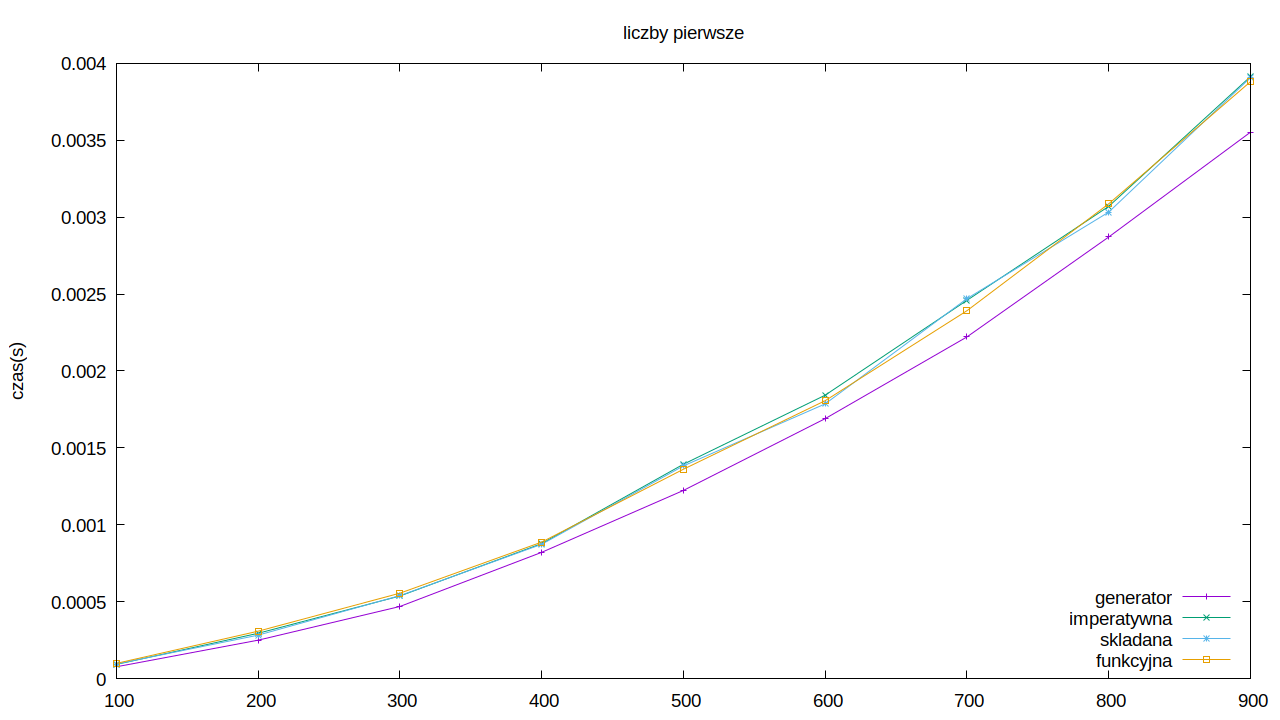 liczby pierwsze
0.004
0.0035
0.003
0.0025
0.002
0.0015
0.001
0.0005
0
czas(s)
generator
imperatywna
skladana
funkcyjna
100 200 300 400 500 600 700 800 900